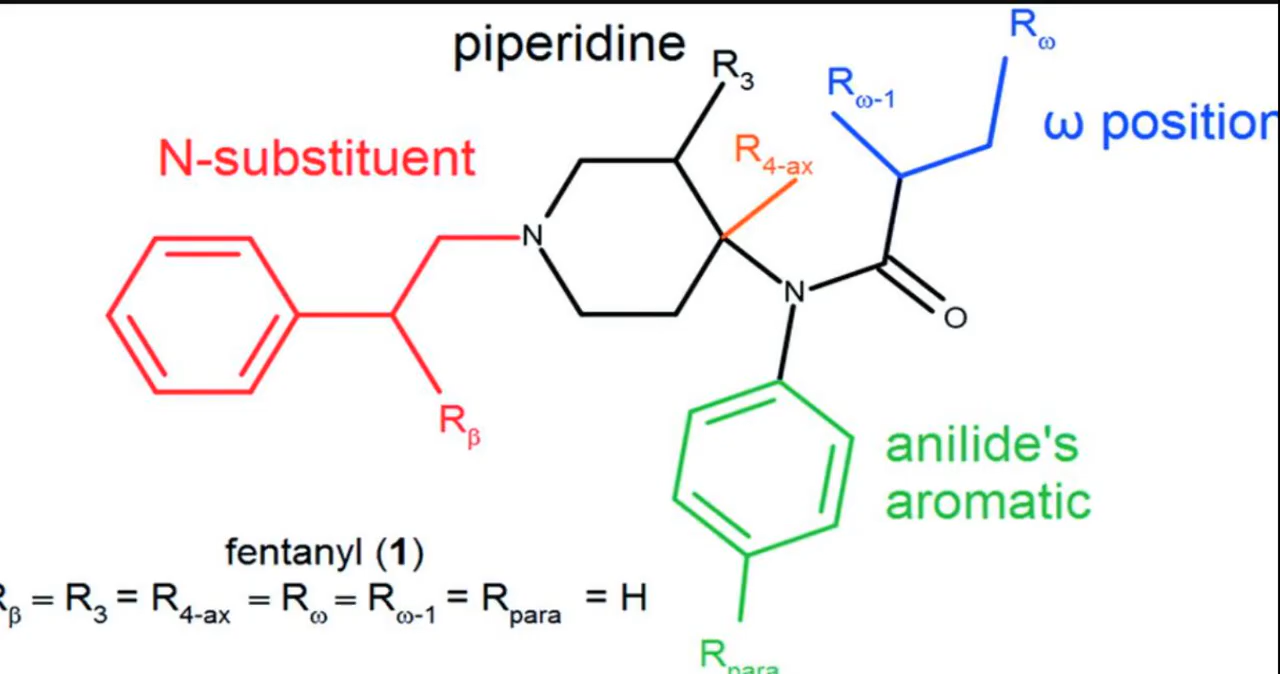 piperidine
R3
Rω
Rω-1
ω position
N-substituent
R4-ax
N
N
O
Rβ
anilide's
aromatic
fentanyl (1)
Rβ = R3 = R4-ax = Rω = Rω-1 = Rpara = H
Rpara